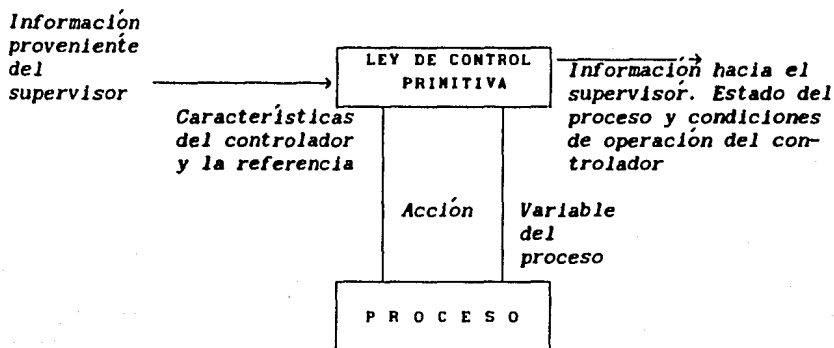 Información
proveniente
del
supervisor
LEY DE CONTROL
PRIMITIVA
Características
del controlador
y la referencia
Información hacia el
supervisor. Estado del
proceso y condiciones
de operación del con-
trolador
Acción
Variable
del
proceso
P R O C E S O